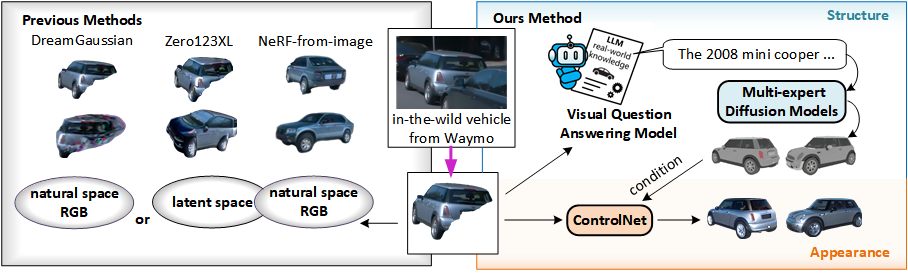 Previous Methods
DreamGaussian
Zero123XL
NeRF-from-image
natural space
RGB
or
latent space
natural space
RGB
in-the-wild vehicle
from Waymo
Ours Method
Structure
LLM
real-world
knowledge
The 2008 mini cooper ...
Visual Question
Answering Model
Multi-expert
Diffusion Models
condition
ControlNet
Appearance